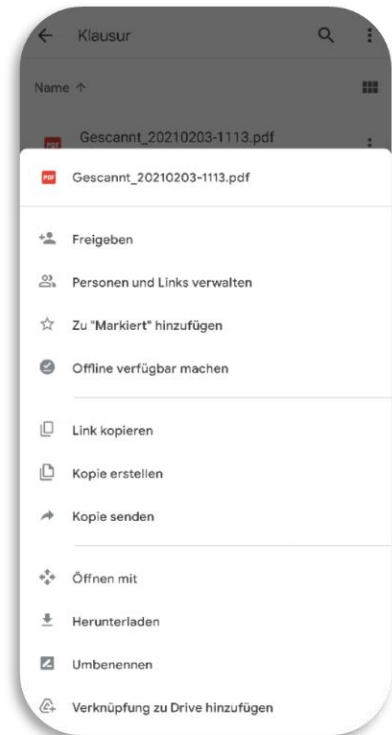 Klausur
Name ↑
Gescannt_20210203-1113.pdf
PDF Gescannt_20210203-1113.pdf
Freigeben
Personen und Links verwalten
Zu "Markiert" hinzufügen
Offline verfügbar machen
Link kopieren
Kopie erstellen
Kopie senden
Öffnen mit
Herunterladen
Umbenennen
Verknüpfung zu Drive hinzufügen